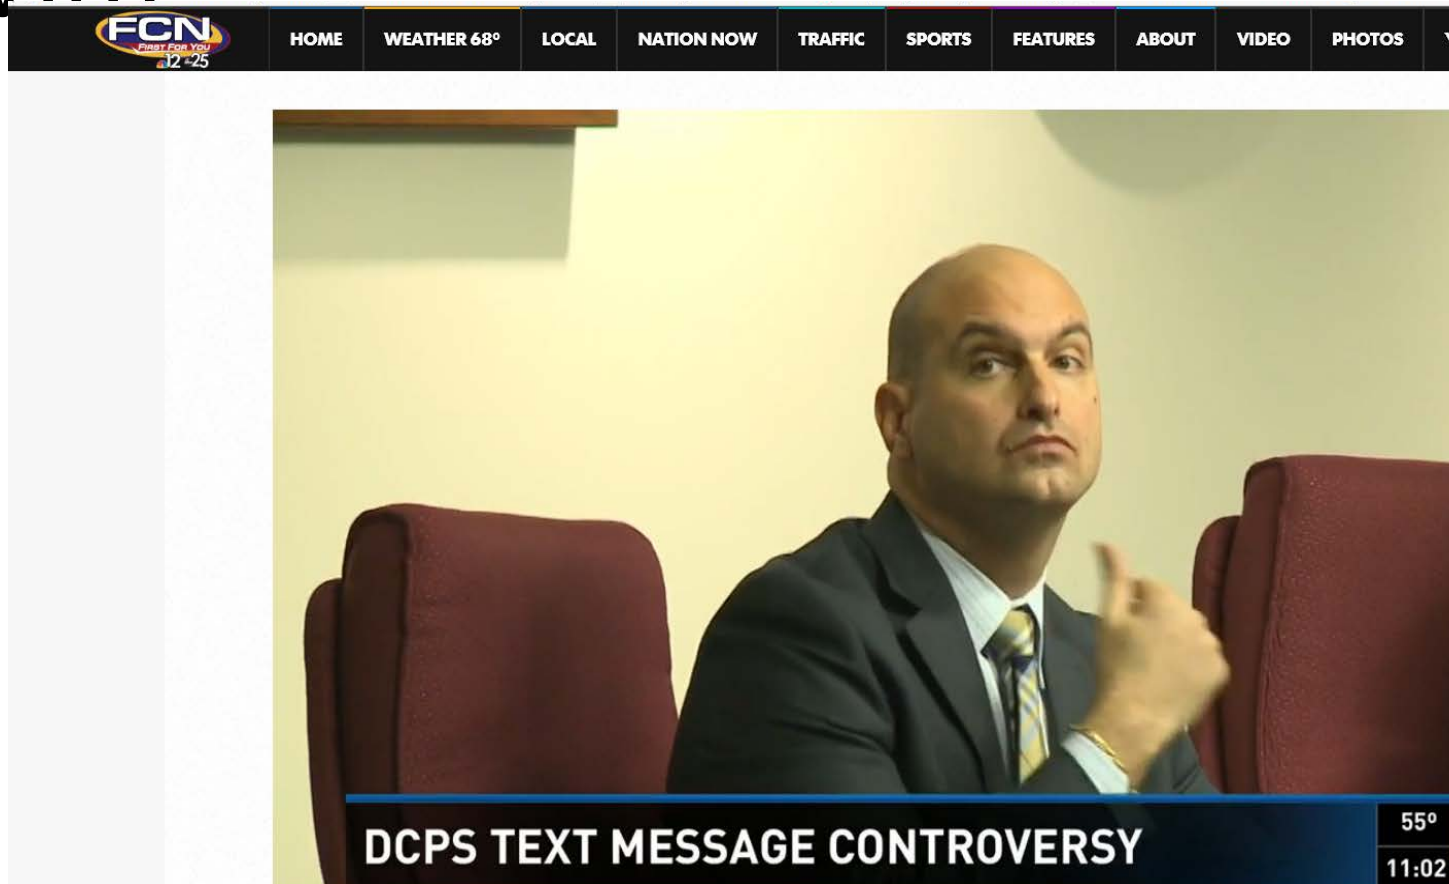 FCN
FIRST FOR YOU
12 25
HOME WEATHER 68° LOCAL NATION NOW TRAFFIC SPORTS FEATURES ABOUT VIDEO PHOTOS
DCPS TEXT MESSAGE CONTROVERSY
55°
11:02